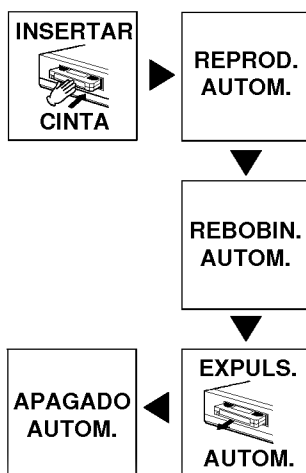 INSERTAR
CINTA
REPROD.
AUTOM.
REBOBIN.
AUTOM.
EXPULS.
AUTOM.
APAGADO
AUTOM.